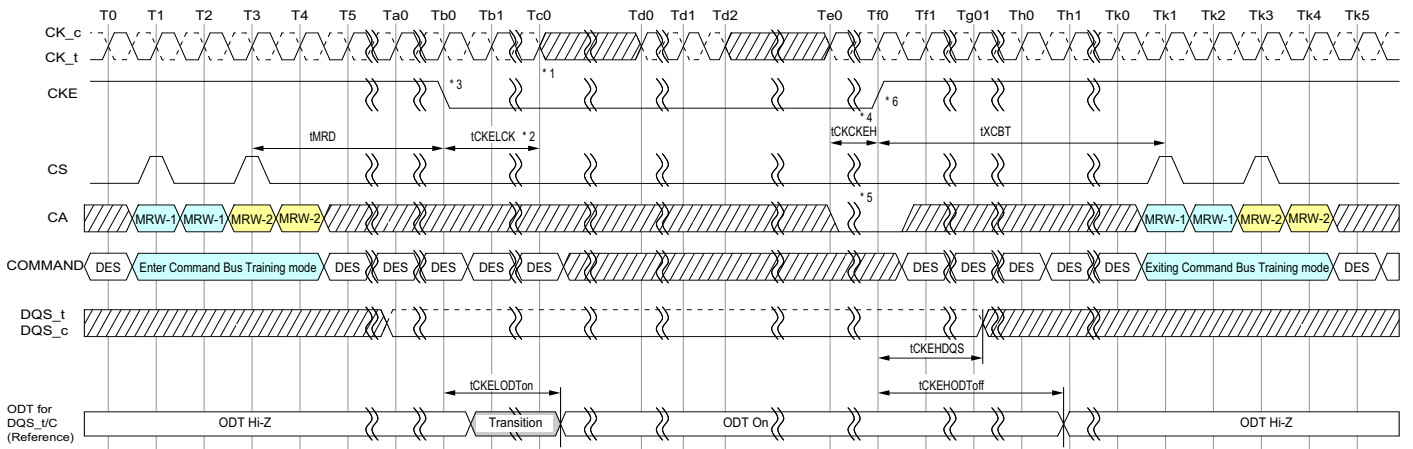 T0 T1 T2 T3 T4 T5 Ta0 Tb0 Tb1 Tc0 Td0 Td1 Td2 Te0 Tf0 Tf1 Tg01 Th0 Th1 Tk0 Tk1 Tk2 Tk3 Tk4 Tk5
CK_c
CK_t
* 1
CKE
* 3
* 6
* 4
tMRD tCKELCK * 2 tCKCKEH tXCBT
CS
* 5
CA MRW-1 MRW-1 MRW-2 MRW-2 MRW-1 MRW-1 MRW-2 MRW-2
COMMAND DES Enter Command Bus Training mode DES DES DES DES DES DES DES DES DES DES Exiting Command Bus Training mode DES
DQS_t
DQS_c
tCKEHDQS
tCKELODTon tCKEHODToff
ODT for
DQS_t/C
(Reference)
ODT Hi-Z Transition ODT On ODT Hi-Z